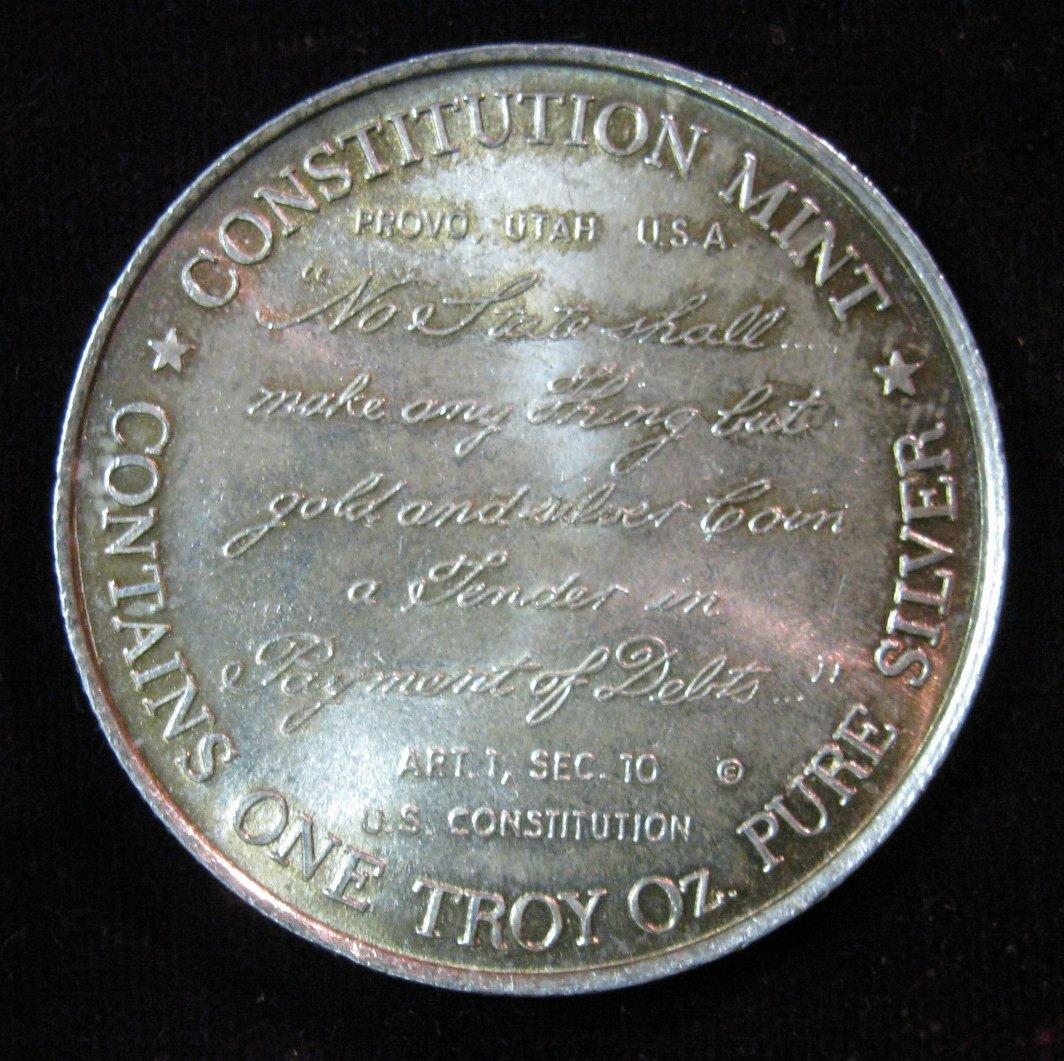 CONSTITUTION MINT
PROVO, UTAH U.S.A.
"No State shall ....
make any Thing but
gold and silver Coin
a Tender in
Payment of Debts ..."
ART. 1, SEC. 10 ©
U.S. CONSTITUTION
CONTAINS ONE TROY OZ. PURE SILVER